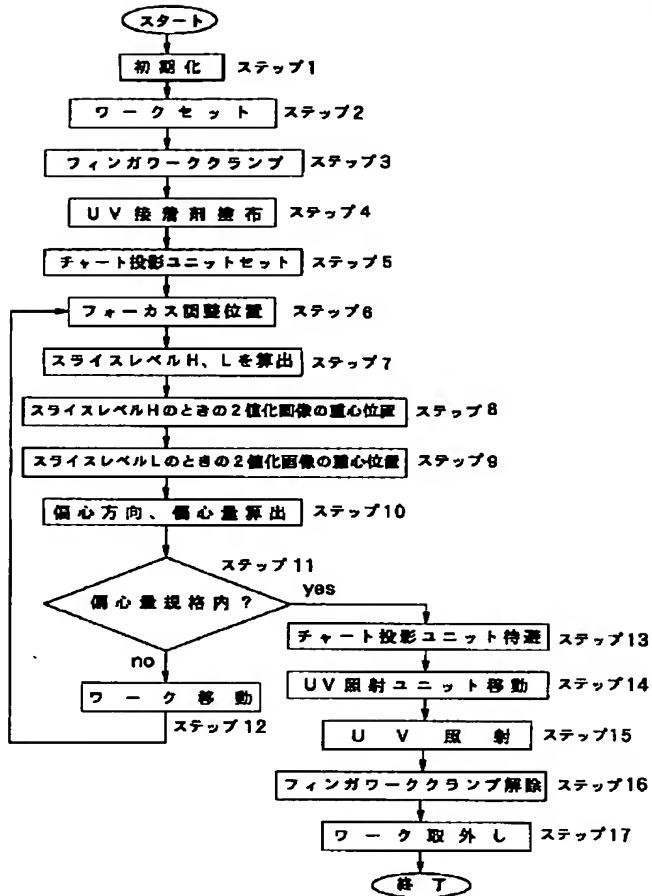 スタート
初期化 ステップ1
ワークセット ステップ2
フィンガワーククランプ ステップ3
UV接着剤塗布 ステップ4
チャート投影ユニットセット ステップ5
フォーカス調整位置 ステップ6
スライスレベルH、Lを算出 ステップ7
スライスレベルHのときの2値化画像の重心位置 ステップ8
スライスレベルLのときの2値化画像の重心位置 ステップ9
偏心方向、偏心量算出 ステップ10
ステップ11
偏心量規格内?
yes
no
ワーク移動
ステップ12
チャート投影ユニット待避 ステップ13
UV照射ユニット移動 ステップ14
UV照射 ステップ15
フィンガワーククランプ解除 ステップ16
ワーク取外し ステップ17
終了